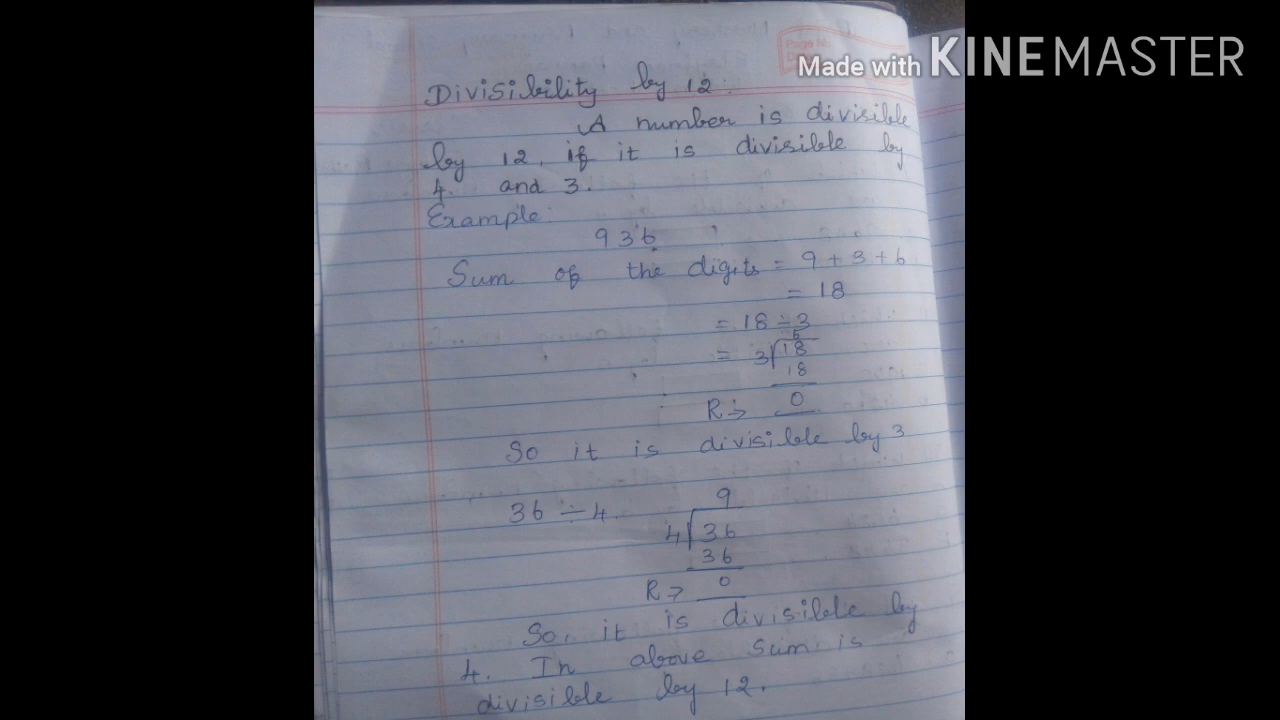 Page No.
Made with KINEMASTER
Divisibility by 12.
A number is divisible
by 12, if it is divisible by
4. and 3.
Example:
936
Sum of the digits = 9 + 3 + 6
= 18
= 18 ÷ 3
6
= 3 18
18
R → 0
So it is divisible by 3
9
36 ÷ 4.
4 36
36
R → 0
So, it is divisible by
4. In above sum is
divisible by 12.